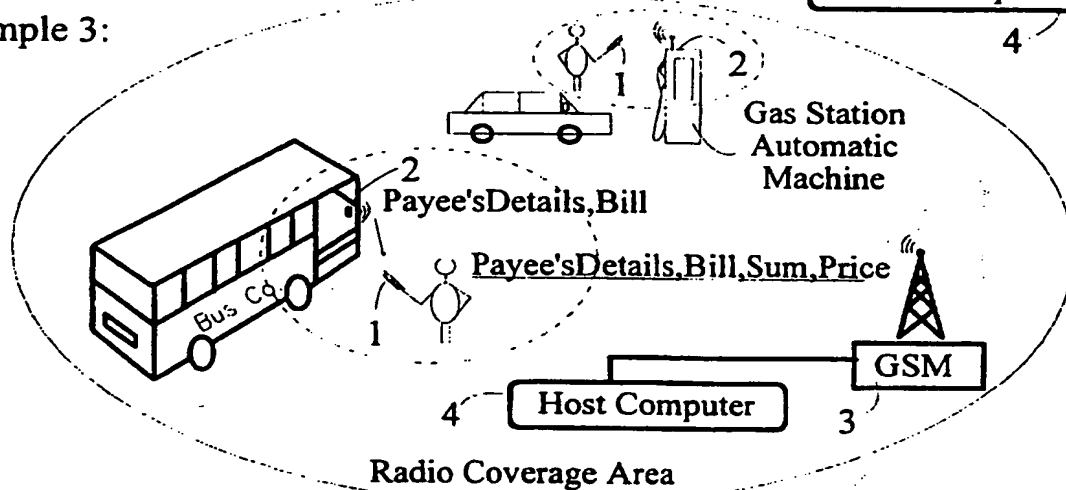 mple 3:
4
1
2
Gas Station
Automatic
Machine
2
Payee'sDetails,Bill
Payee'sDetails,Bill,Sum,Price
Bus Co
1
GSM
4
Host Computer
3
Radio Coverage Area